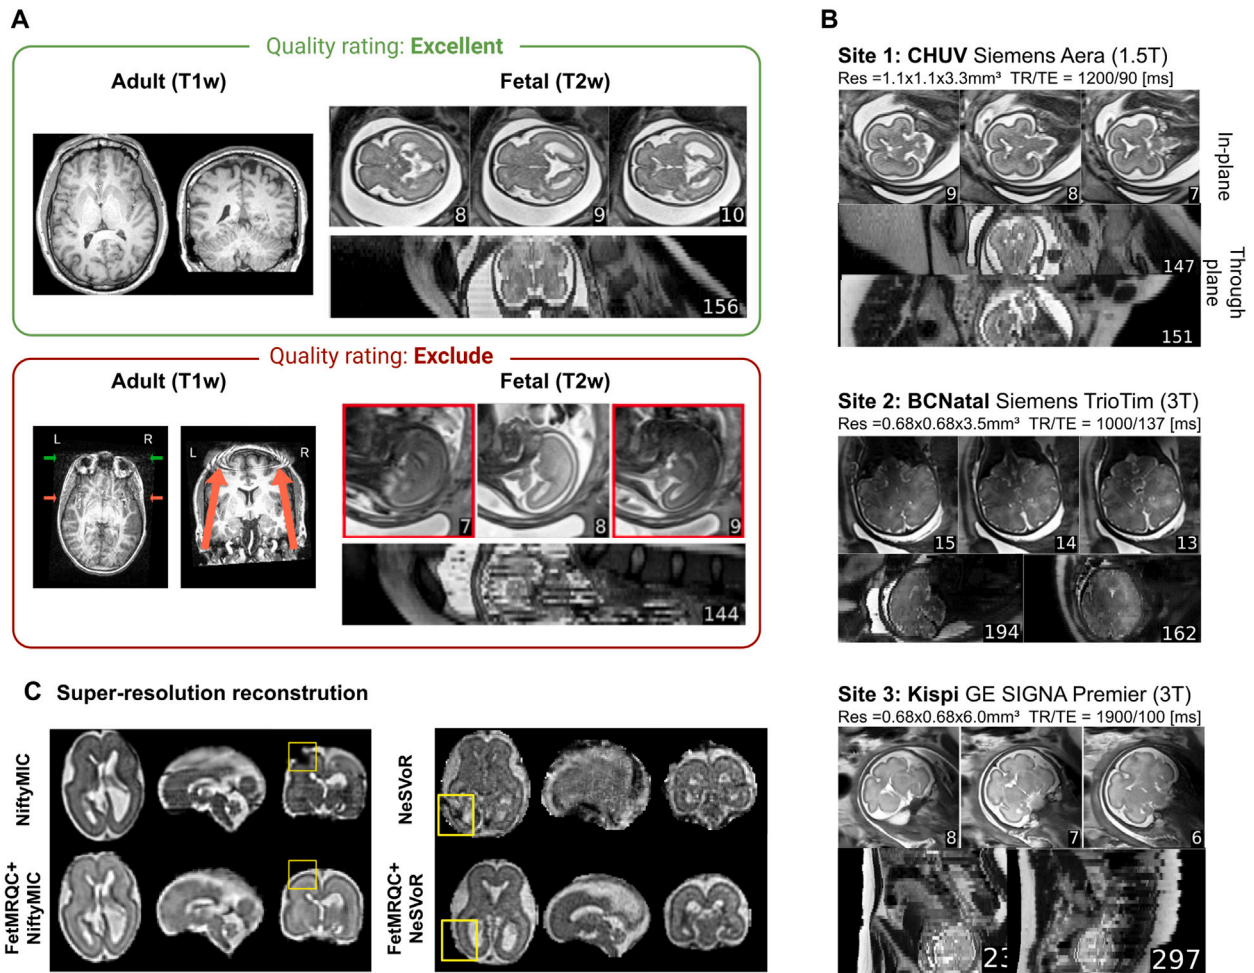 A
Quality rating: Excellent
Adult (T1w)
Fetal (T2w)
8
9
10
156
Quality rating: Exclude
Adult (T1w)
Fetal (T2w)
L
R
L
R
7
8
9
144
B
Site 1: CHUV Siemens Aera (1.5T)
Res =1.1x1.1x3.3mm³ TR/TE = 1200/90 [ms]
9
8
7
In-plane
147
Through
plane
151
Site 2: BCNatal Siemens TrioTim (3T)
Res =0.68x0.68x3.5mm³ TR/TE = 1000/137 [ms]
15
14
13
194
162
Site 3: Kispi GE SIGNA Premier (3T)
Res =0.68x0.68x6.0mm³ TR/TE = 1900/100 [ms]
8
7
6
297
C Super-resolution reconstrution
NiftyMIC
FetMRQC+
NiftyMIC
NeSVoR
FetMRQC+
NeSVoR